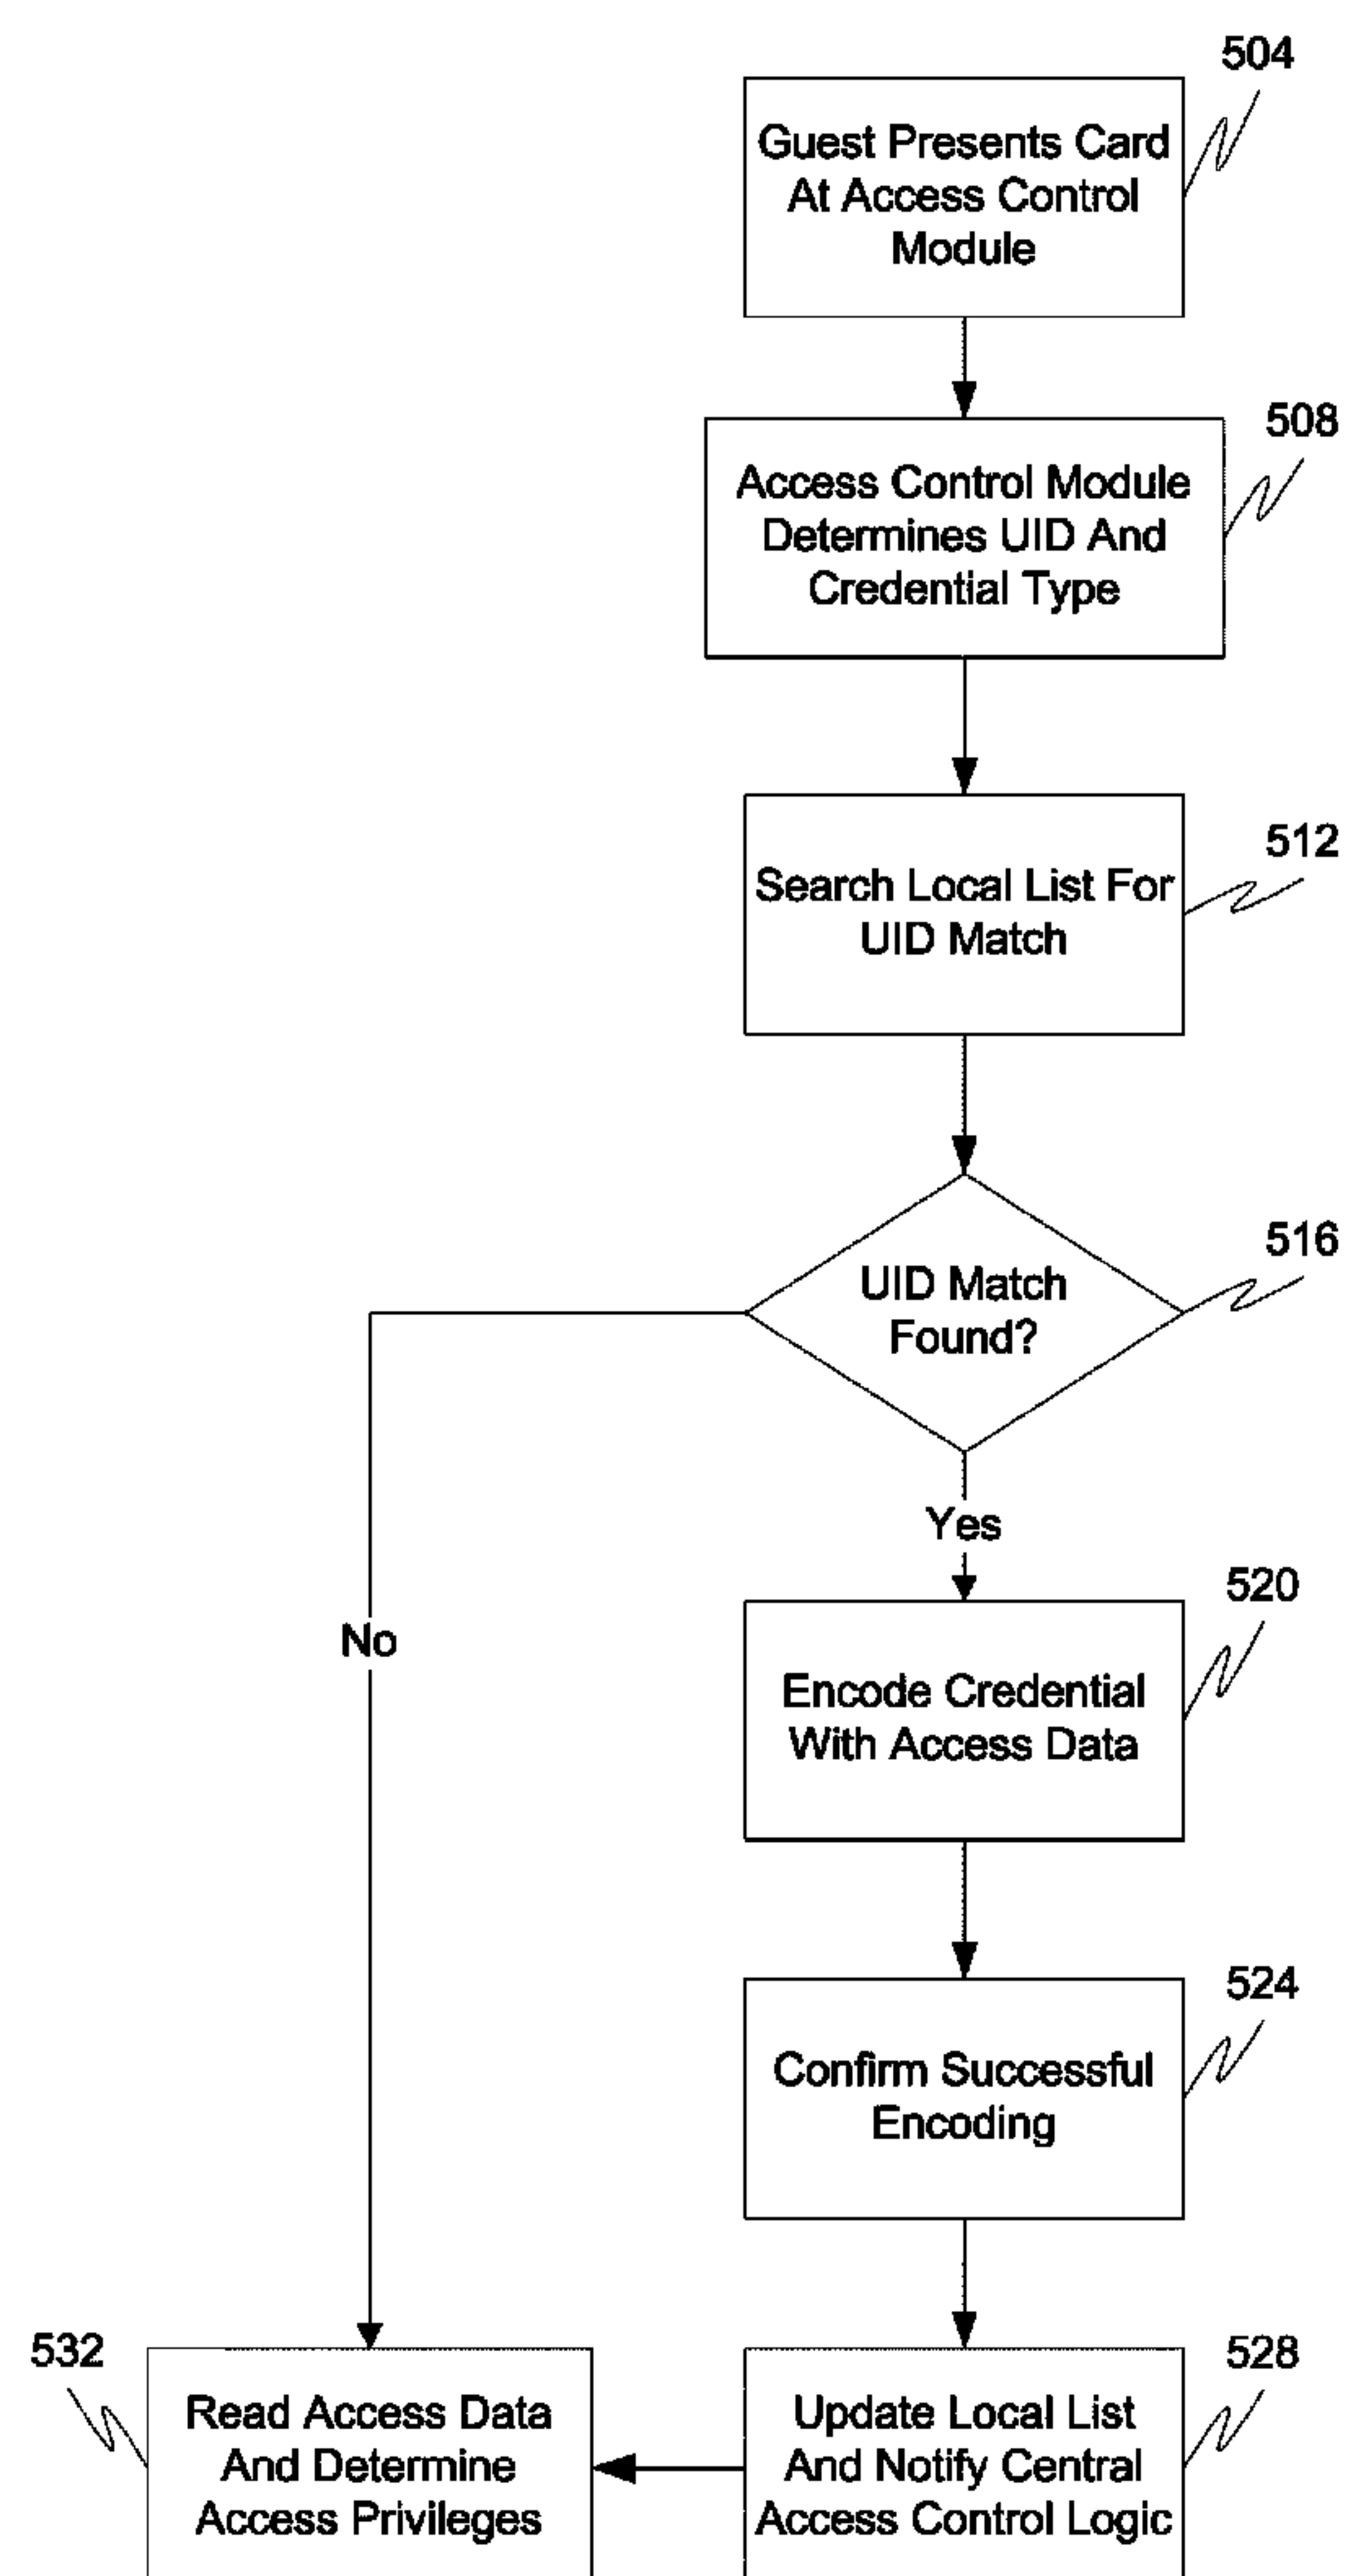 504
Guest Presents Card
At Access Control
Module
508
Access Control Module
Determines UID And
Credential Type
512
Search Local List For
UID Match
516
UID Match
Found?
Yes
No
520
Encode Credential
With Access Data
524
Confirm Successful
Encoding
532
Read Access Data
And Determine
Access Privileges
528
Update Local List
And Notify Central
Access Control Logic